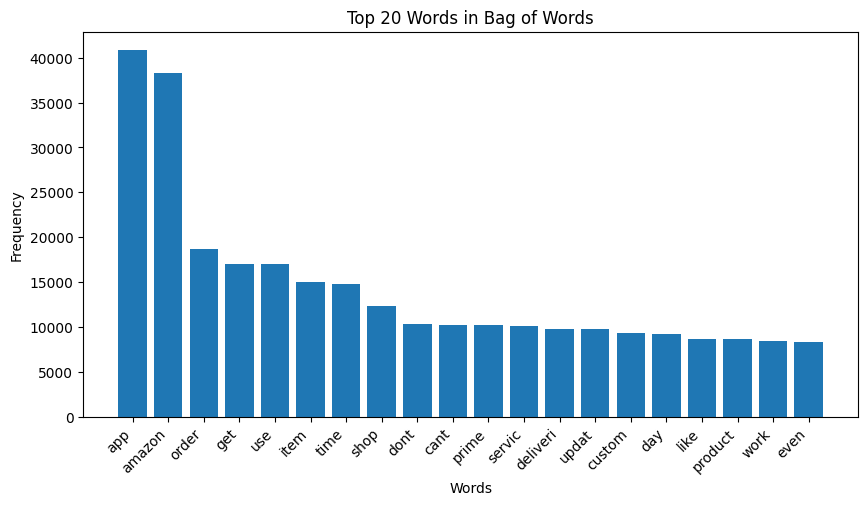 Top 20 Words in Bag of Words
40000
35000
30000
25000
20000
15000
10000
5000
0
Frequency
app
amazon
order
get
use
item
time
shop
dont
cant
prime
servic
deliveri
updat
custom
day
like
product
work
even
Words